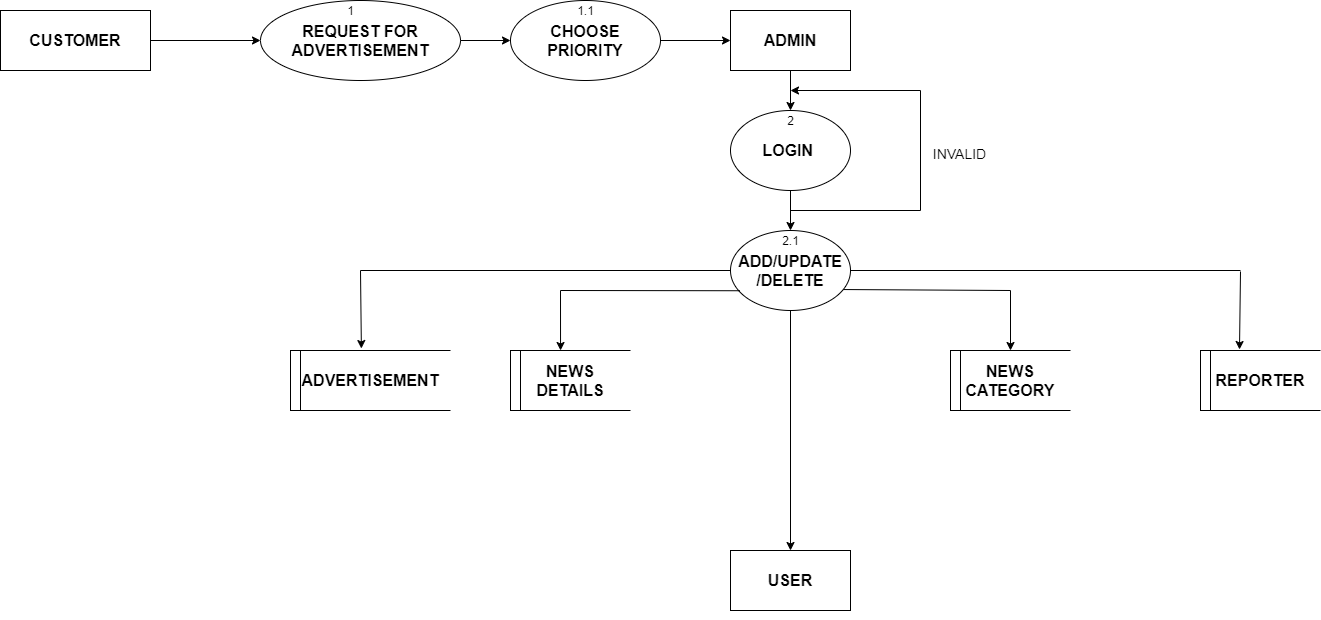 CUSTOMER
1
REQUEST FOR
ADVERTISEMENT
1.1
CHOOSE
PRIORITY
ADMIN
2
LOGIN
INVALID
2.1
ADD/UPDATE
/DELETE
ADVERTISEMENT
NEWS
DETAILS
NEWS
CATEGORY
REPORTER
USER